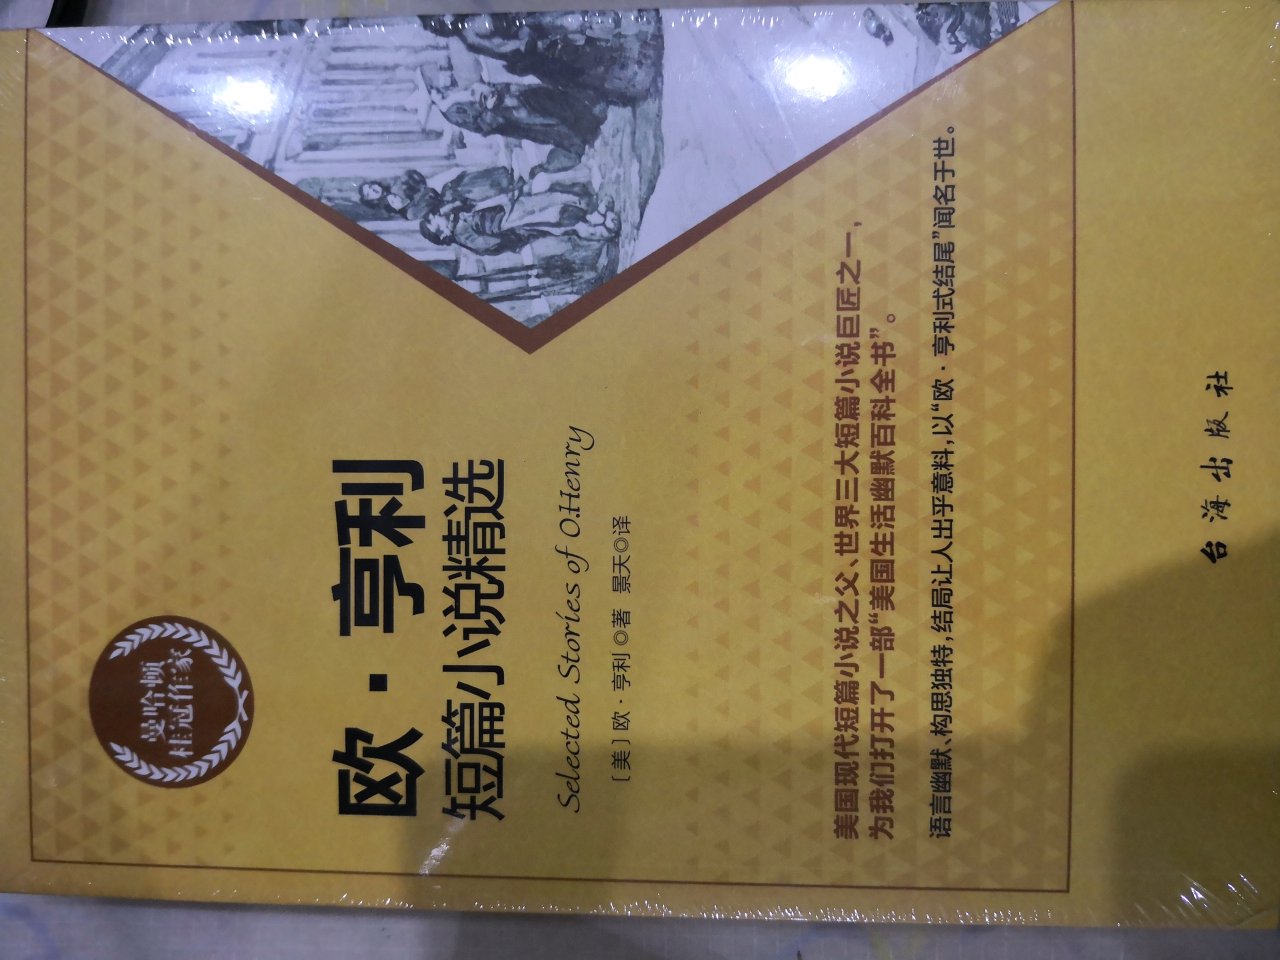 曼哈顿
桂冠作家
欧·亨利
短篇小说精选
Selected Stories of O.Henry
［美］欧·亨利◎著 景天◎译
美国现代短篇小说之父、世界三大短篇小说巨匠之一，
为我们打开了一部“美国生活幽默百科全书”。
语言幽默、构思独特，结局让人出乎意料，以“欧·亨利式结尾”闻名于世。
台海出版社